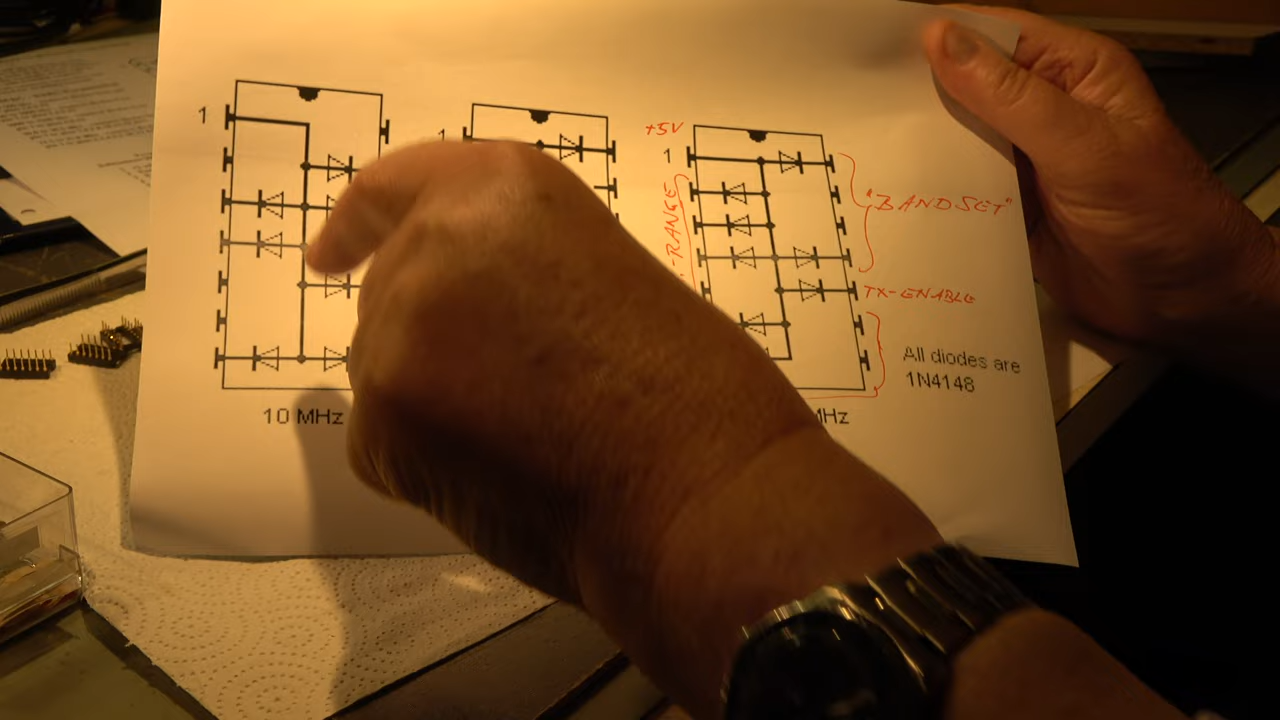 1
10 MHz
1
+5V
1
-RANGE
"BANDSET"
TX-ENABLE
All diodes are
1N4148
MHz